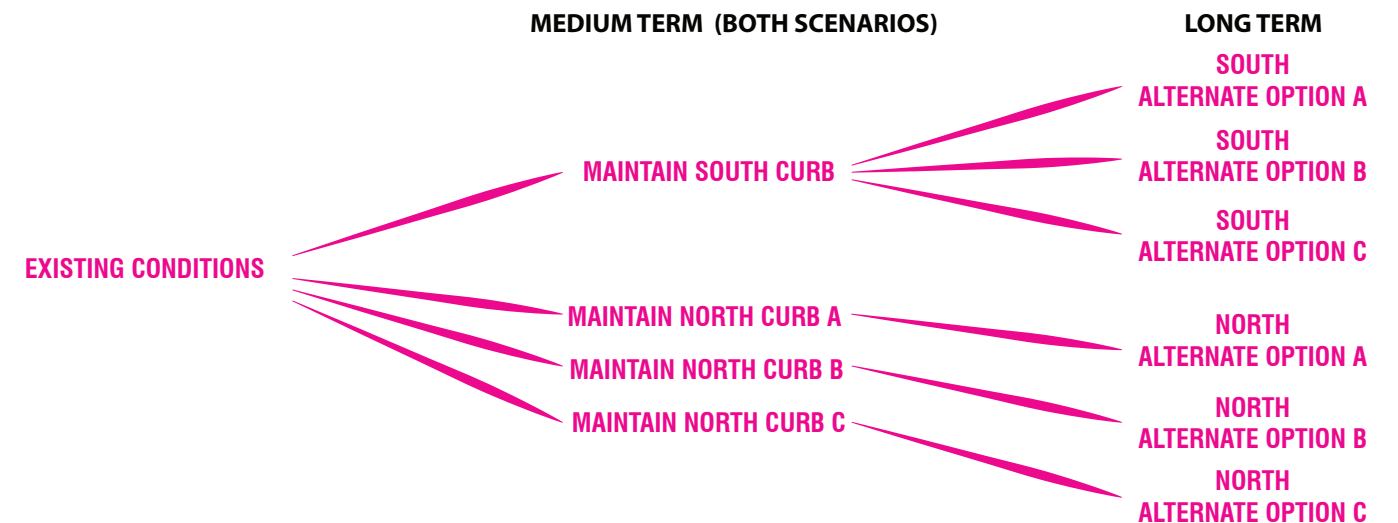 MEDIUM TERM (BOTH SCENARIOS)
LONG TERM
EXISTING CONDITIONS
MAINTAIN SOUTH CURB
MAINTAIN NORTH CURB A
MAINTAIN NORTH CURB B
MAINTAIN NORTH CURB C
SOUTH
ALTERNATE OPTION A
SOUTH
ALTERNATE OPTION B
SOUTH
ALTERNATE OPTION C
NORTH
ALTERNATE OPTION A
NORTH
ALTERNATE OPTION B
NORTH
ALTERNATE OPTION C